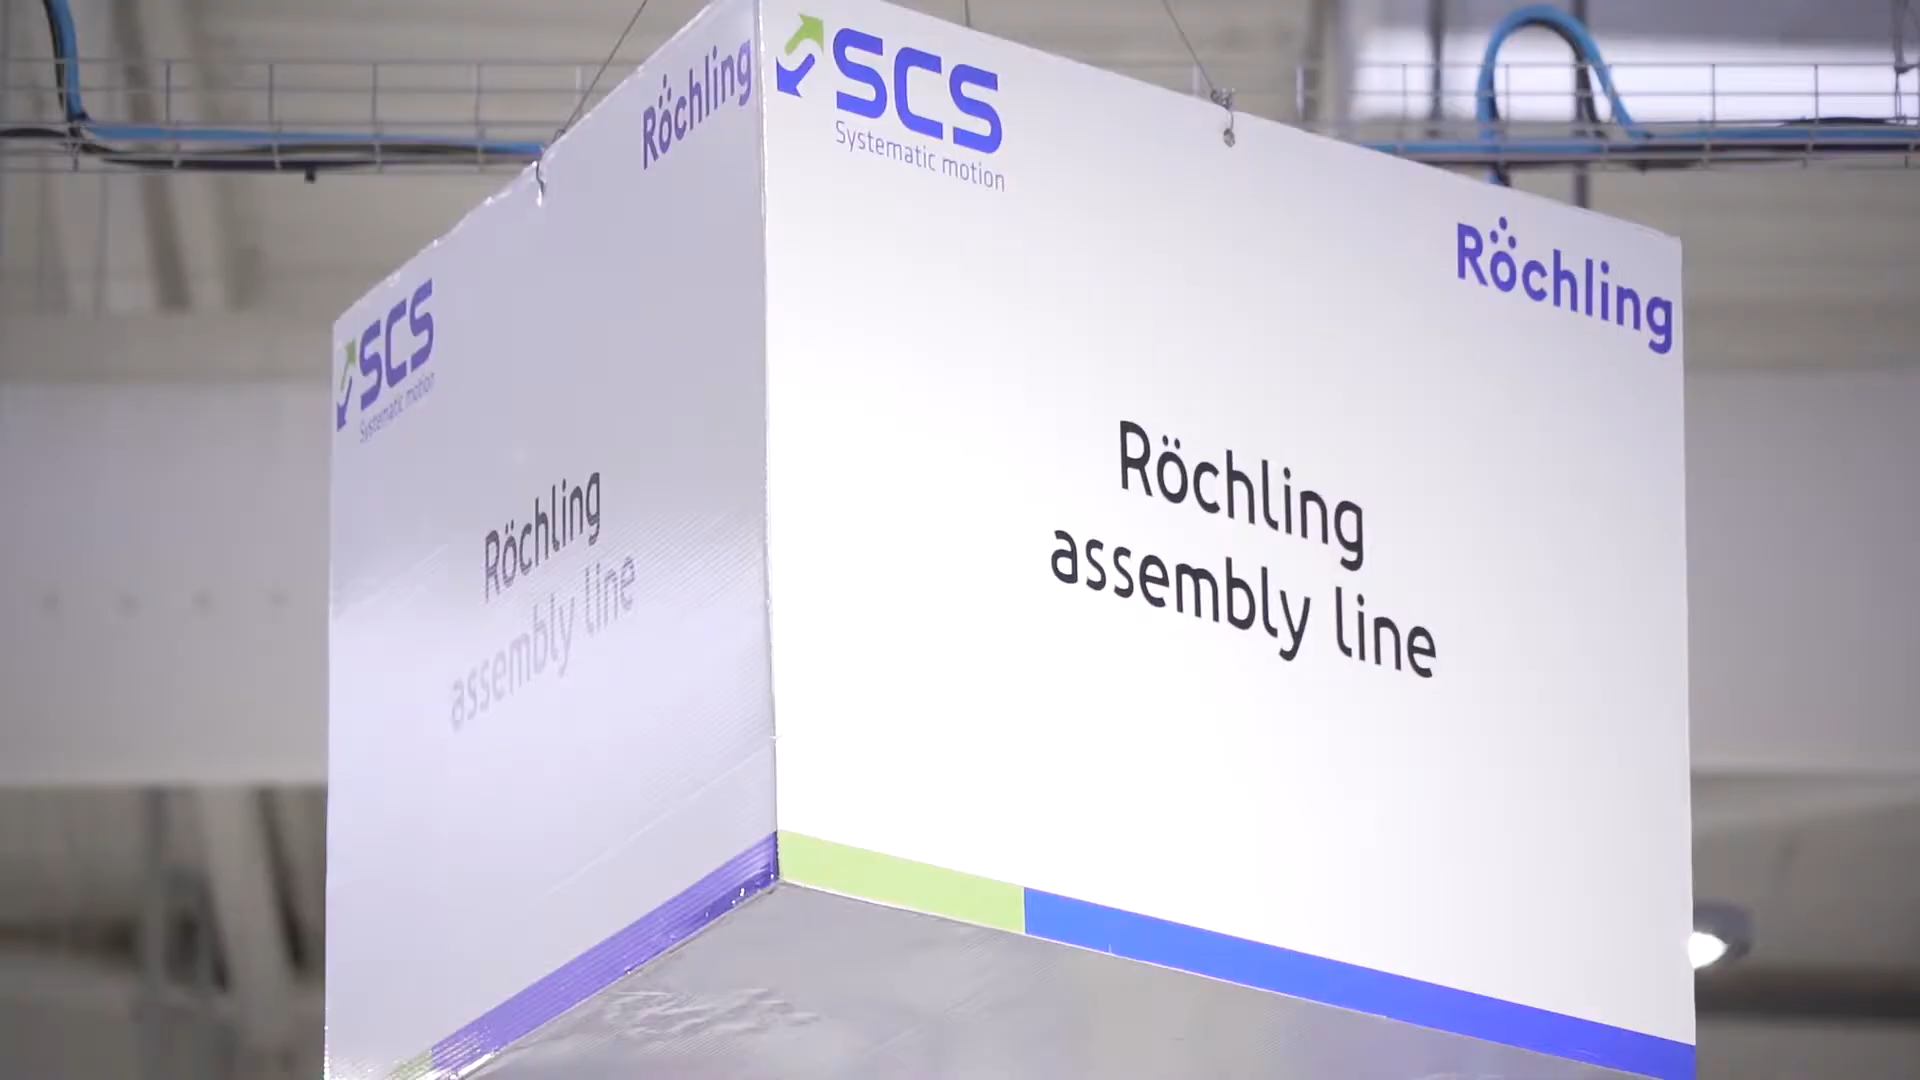 Röchling
SCS
Systematic motion
Röchling
assembly line
SCS
Systematic motion
Röchling
Röchling
assembly line